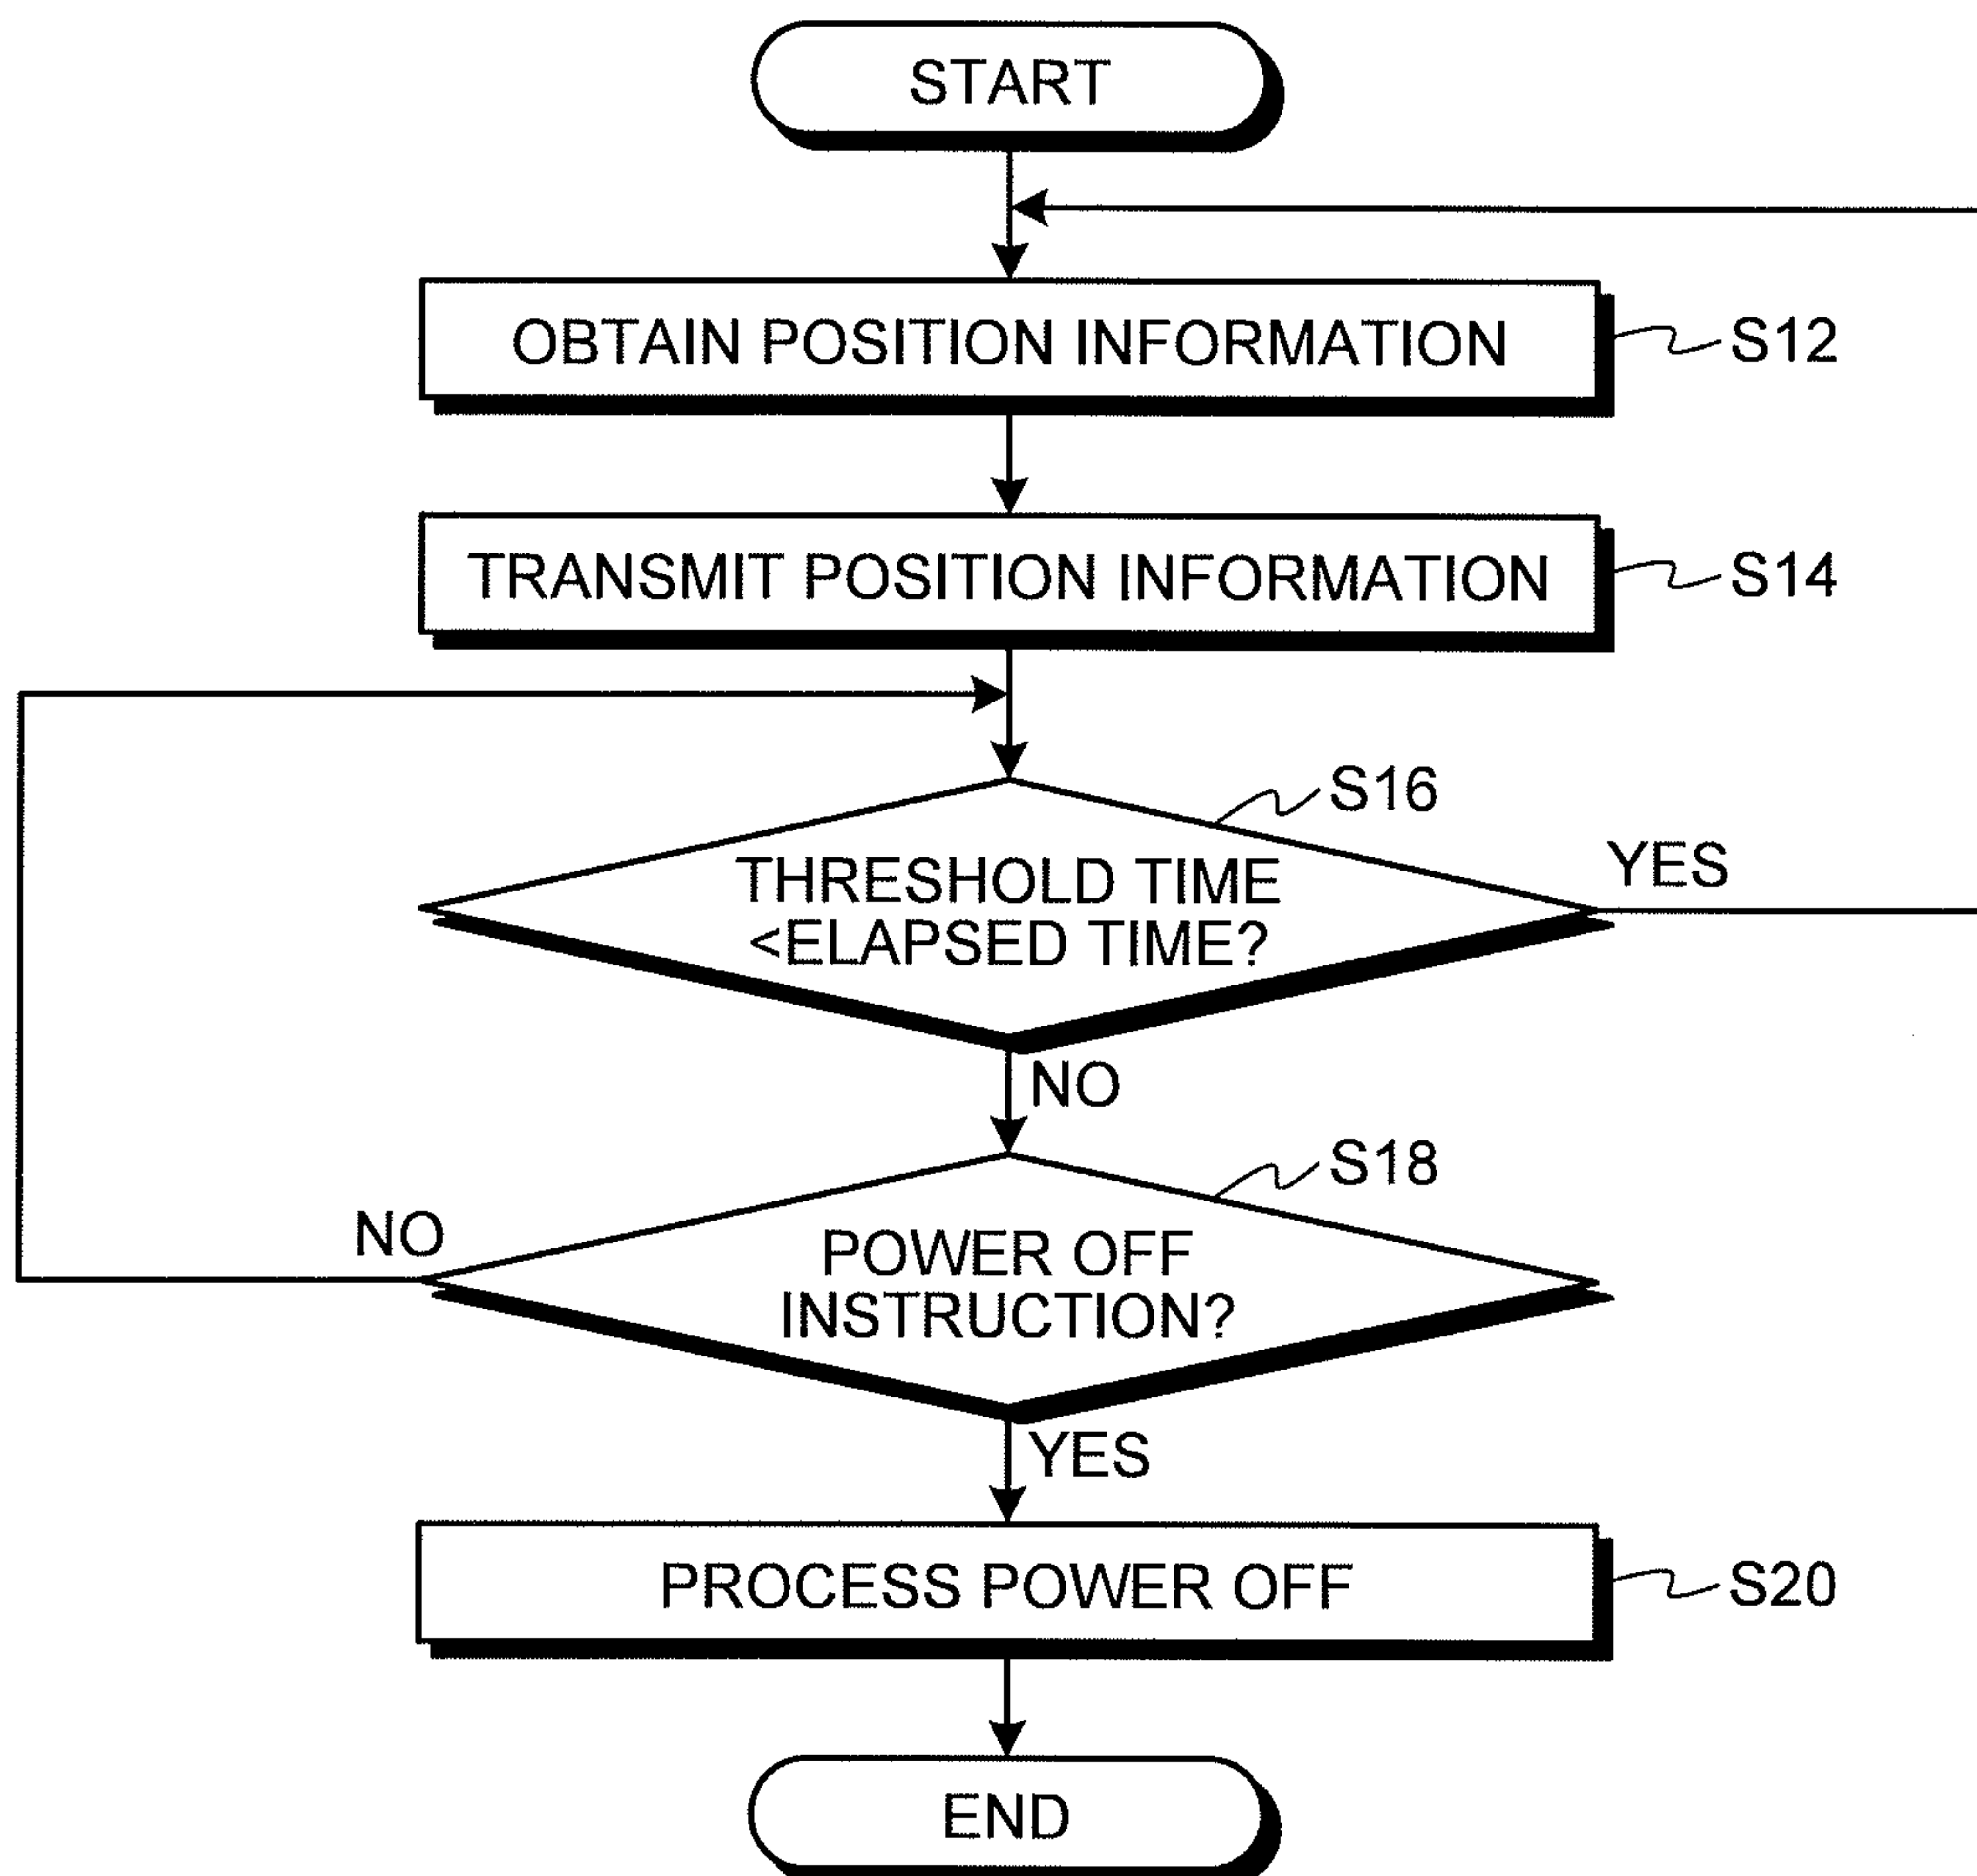 START
OBTAIN POSITION INFORMATION
S12
TRANSMIT POSITION INFORMATION
S14
S16
THRESHOLD TIME
<ELAPSED TIME?
YES
NO
S18
POWER OFF
INSTRUCTION?
NO
YES
PROCESS POWER OFF
S20
END